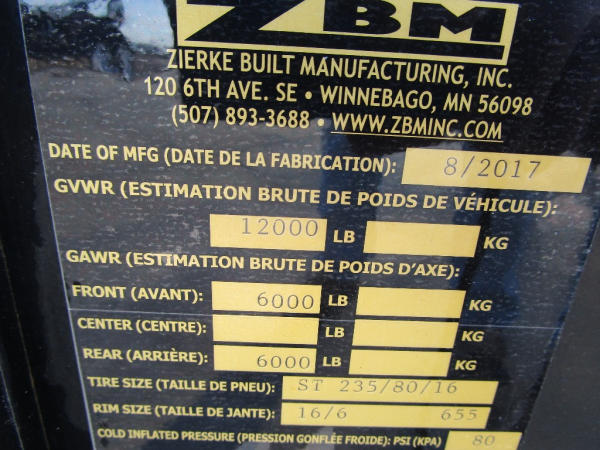 ZBM
ZIERKE BUILT MANUFACTURING, INC.
120 6TH AVE. SE • WINNEBAGO, MN 56098
(507) 893-3688 • WWW.ZBMINC.COM
DATE OF MFG (DATE DE LA FABRICATION): 8/2017
GVWR (ESTIMATION BRUTE DE POIDS DE VÉHICULE):
12000 LB KG
GAWR (ESTIMATION BRUTE DE POIDS D'AXE):
FRONT (AVANT): 6000 LB KG
CENTER (CENTRE): LB KG
REAR (ARRIÈRE): 6000 LB KG
TIRE SIZE (TAILLE DE PNEU): ST 235/80/16
RIM SIZE (TAILLE DE JANTE): 16/6 655
COLD INFLATED PRESSURE (PRESSION GONFLÉE FROIDE): PSI (KPA) 80